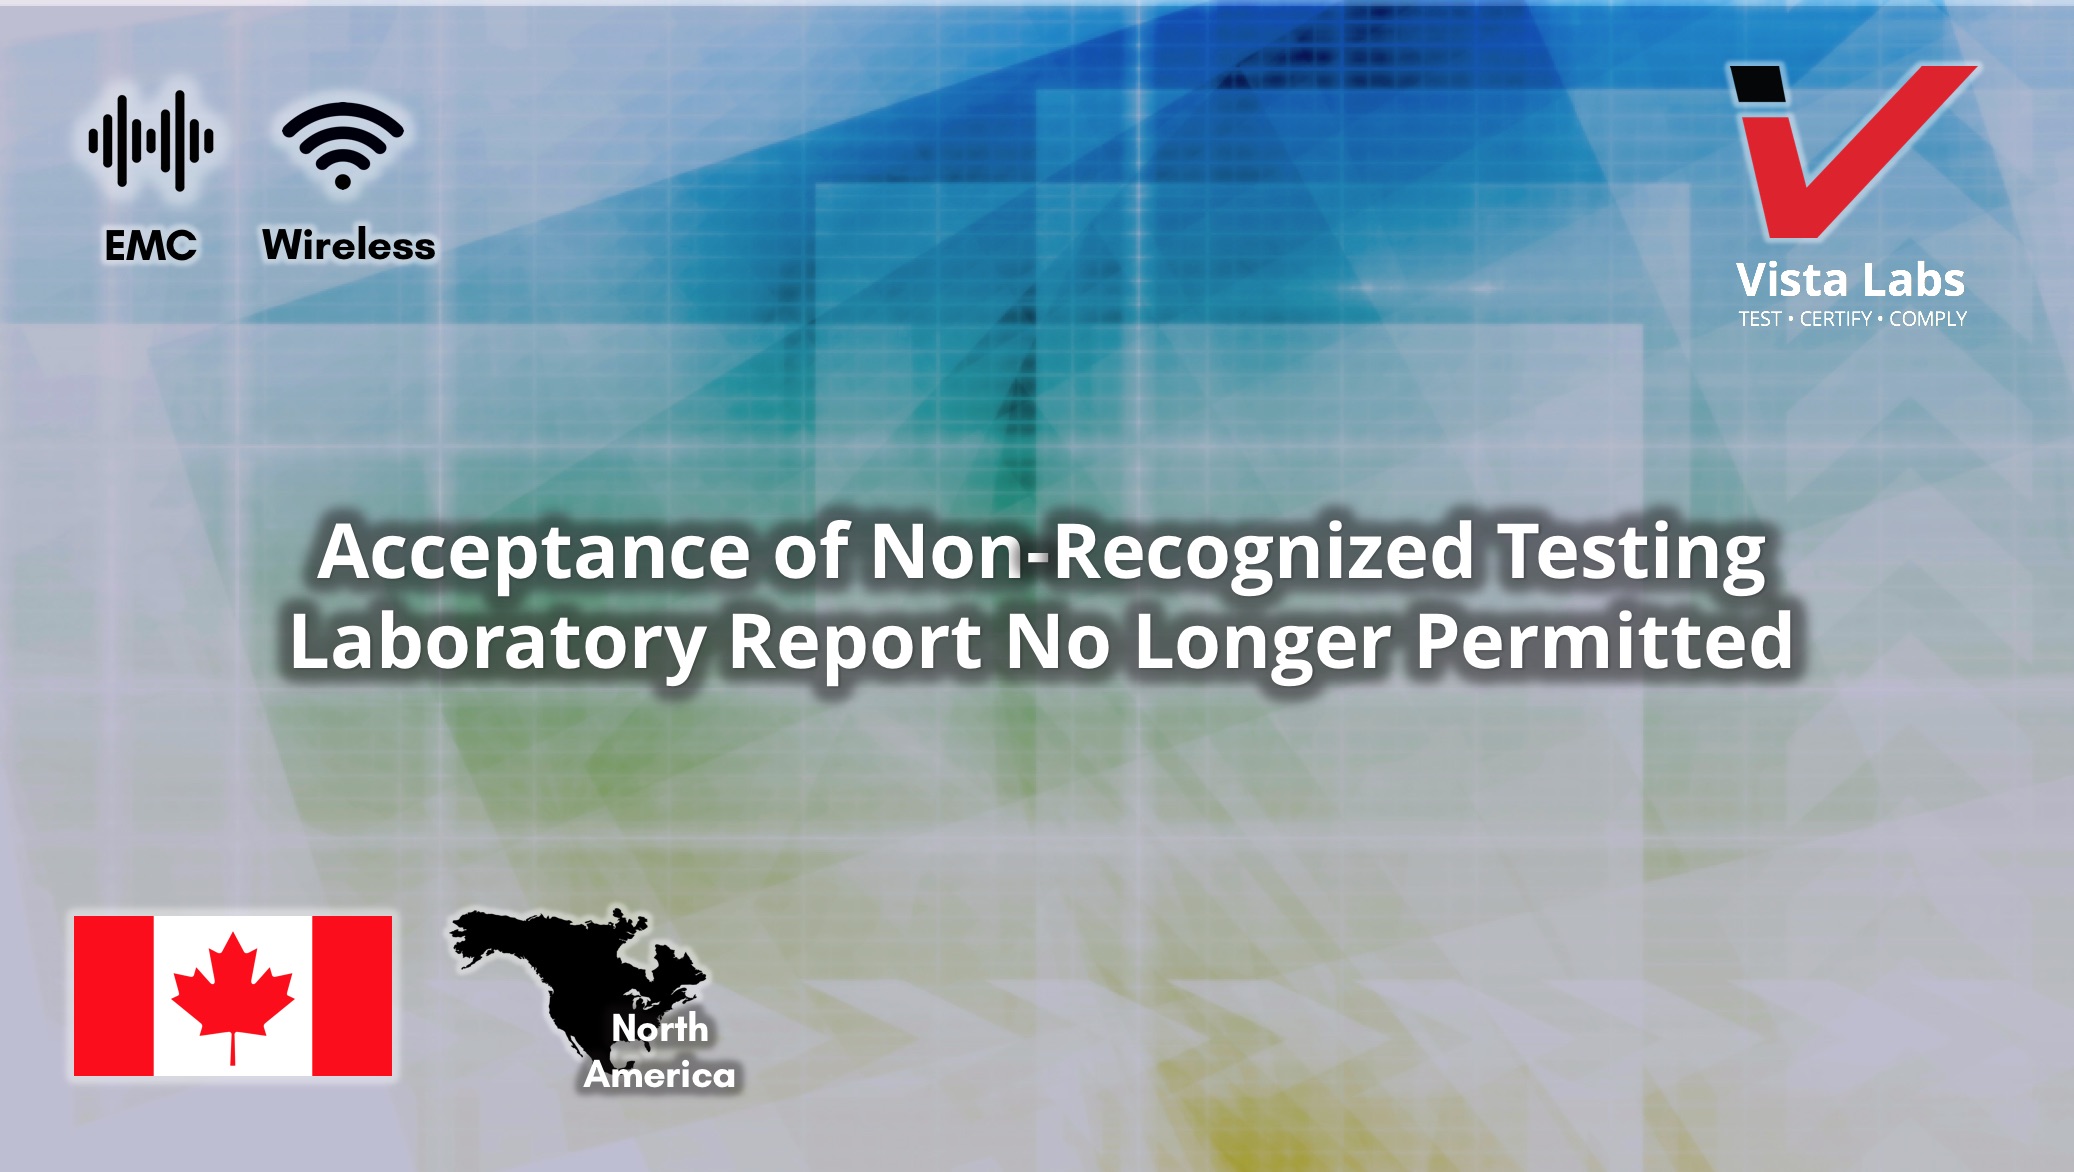 EMC
Wireless
Vista Labs
TEST • CERTIFY • COMPLY
Acceptance of Non-Recognized Testing
Laboratory Report No Longer Permitted
North
America